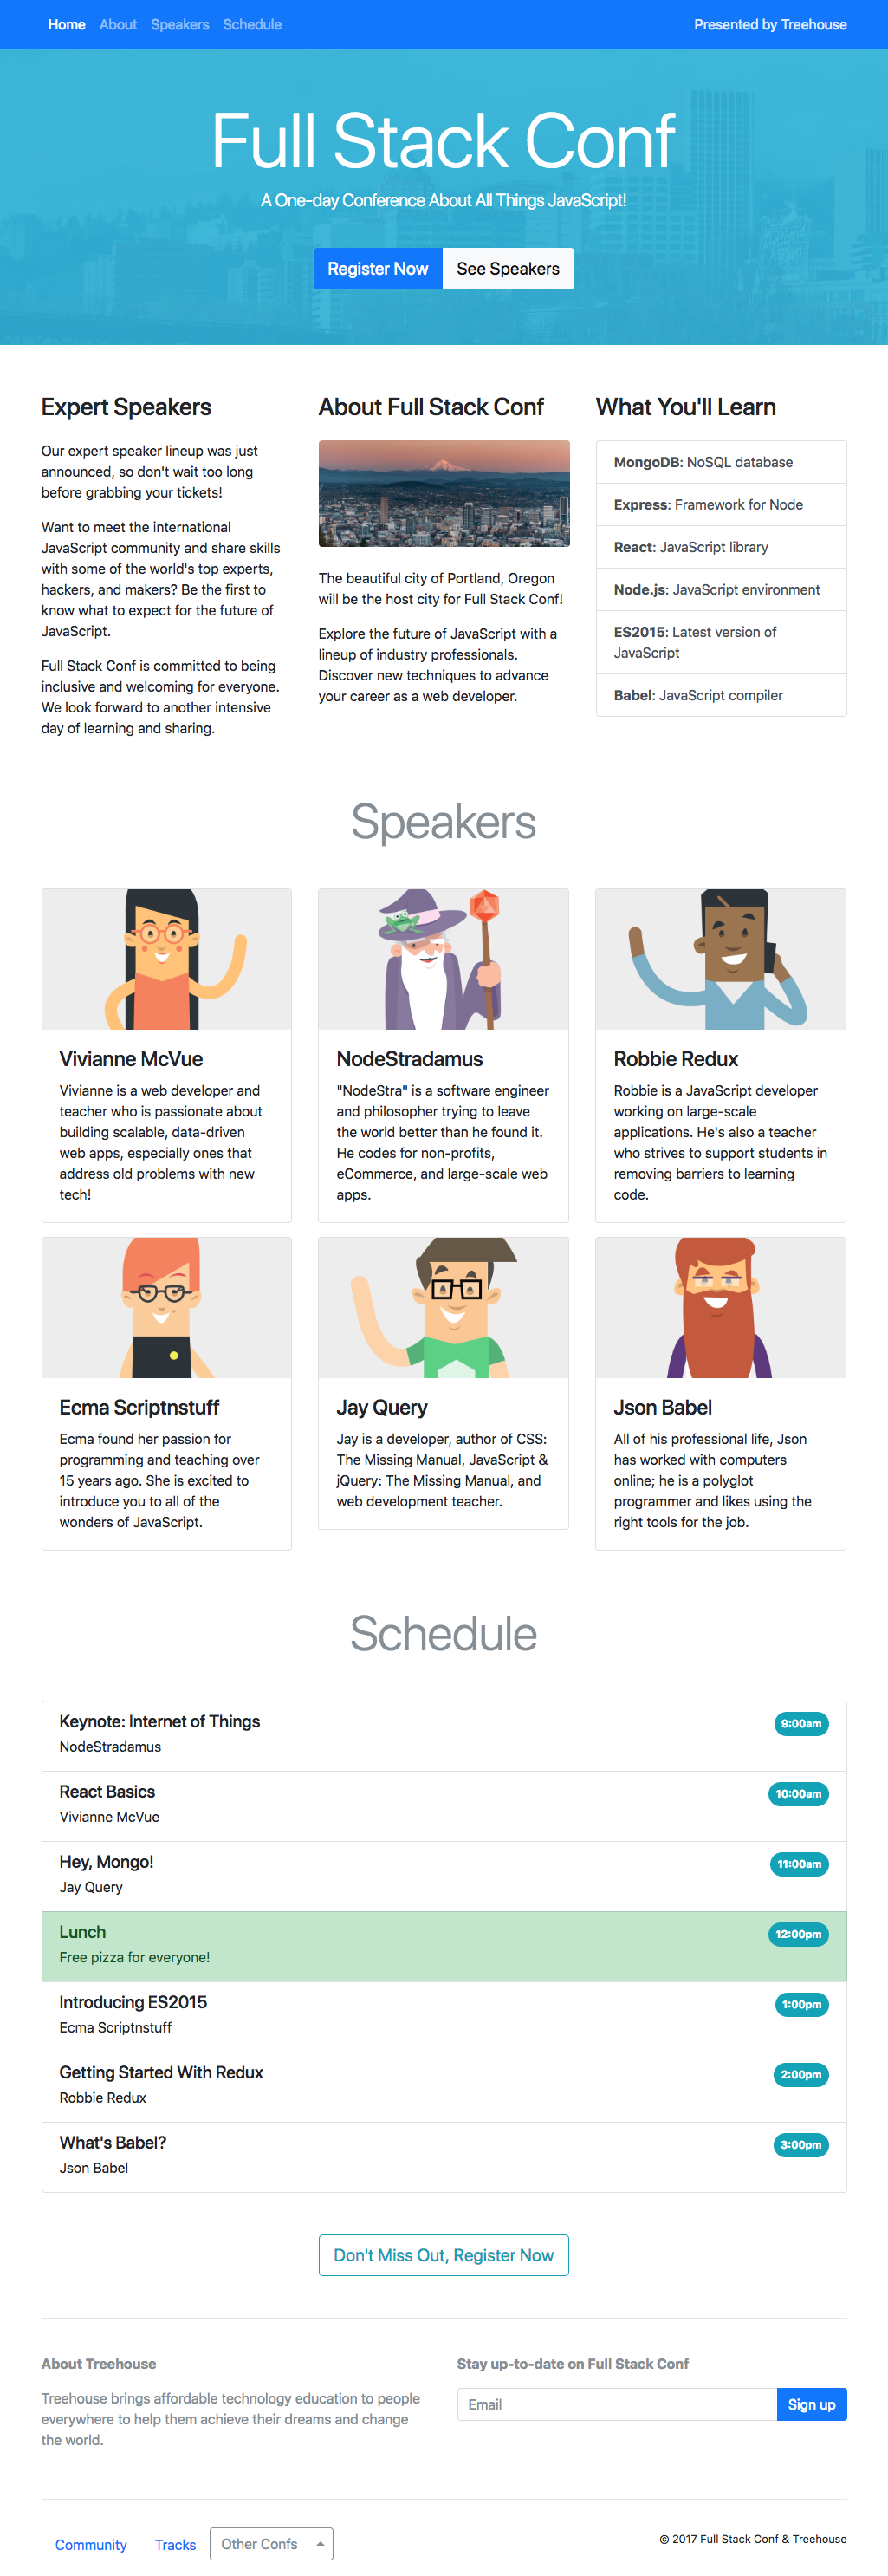 Home About Speakers Schedule Presented by Treehouse
Full Stack Conf
A One-day Conference About All Things JavaScript!
Register Now See Speakers
Expert Speakers
Our expert speaker lineup was just
announced, so don't wait too long
before grabbing your tickets!
Want to meet the international
JavaScript community and share skills
with some of the world's top experts,
hackers, and makers? Be the first to
know what to expect for the future of
JavaScript.
Full Stack Conf is committed to being
inclusive and welcoming for everyone.
We look forward to another intensive
day of learning and sharing.
About Full Stack Conf
The beautiful city of Portland, Oregon
will be the host city for Full Stack Conf!
Explore the future of JavaScript with a
lineup of industry professionals.
Discover new techniques to advance
your career as a web developer.
What You'll Learn
MongoDB: NoSQL database
Express: Framework for Node
React: JavaScript library
Node.js: JavaScript environment
ES2015: Latest version of
JavaScript
Babel: JavaScript compiler
Speakers
Vivianne McVue
Vivianne is a web developer and
teacher who is passionate about
building scalable, data-driven
web apps, especially ones that
address old problems with new
tech!
NodeStradamus
"NodeStra" is a software engineer
and philosopher trying to leave
the world better than he found it.
He codes for non-profits,
eCommerce, and large-scale web
apps.
Robbie Redux
Robbie is a JavaScript developer
working on large-scale
applications. He's also a teacher
who strives to support students in
removing barriers to learning
code.
Ecma Scriptnstuff
Ecma found her passion for
programming and teaching over
15 years ago. She is excited to
introduce you to all of the
wonders of JavaScript.
Jay Query
Jay is a developer, author of CSS:
The Missing Manual, JavaScript &
jQuery: The Missing Manual, and
web development teacher.
Json Babel
All of his professional life, Json
has worked with computers
online; he is a polyglot
programmer and likes using the
right tools for the job.
Schedule
Keynote: Internet of Things 9:00am
NodeStradamus
React Basics 10:00am
Vivianne McVue
Hey, Mongo! 11:00am
Jay Query
Lunch 12:00pm
Free pizza for everyone!
Introducing ES2015 1:00pm
Ecma Scriptnstuff
Getting Started With Redux 2:00pm
Robbie Redux
What's Babel? 3:00pm
Json Babel
Don't Miss Out, Register Now
About Treehouse
Treehouse brings affordable technology education to people
everywhere to help them achieve their dreams and change
the world.
Stay up-to-date on Full Stack Conf
Email Sign up
Community Tracks Other Confs © 2017 Full Stack Conf & Treehouse